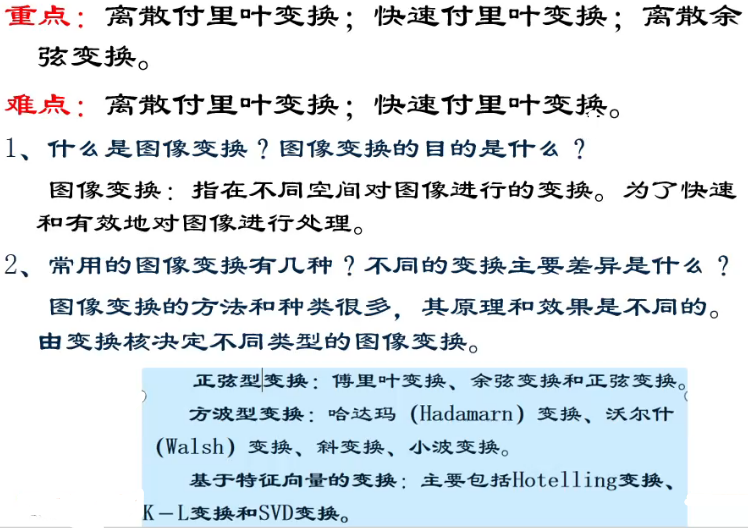 重点：离散付里叶变换；快速付里叶变换；离散余
弦变换。
难点：离散付里叶变换；快速付里叶变换。
1、什么是图像变换？图像变换的目的是什么？
图像变换：指在不同空间对图像进行的变换。为了快速
和有效地对图像进行处理。
2、常用的图像变换有几种？不同的变换主要差异是什么？
图像变换的方法和种类很多，其原理和效果是不同的。
由变换核决定不同类型的图像变换。
正弦型变换：傅里叶变换、余弦变换和正弦变换。
方波型变换：哈达玛（Hadamarn）变换、沃尔什
（Walsh）变换、斜变换、小波变换。
基于特征向量的变换：主要包括Hotelling变换、
K－L变换和SVD变换。